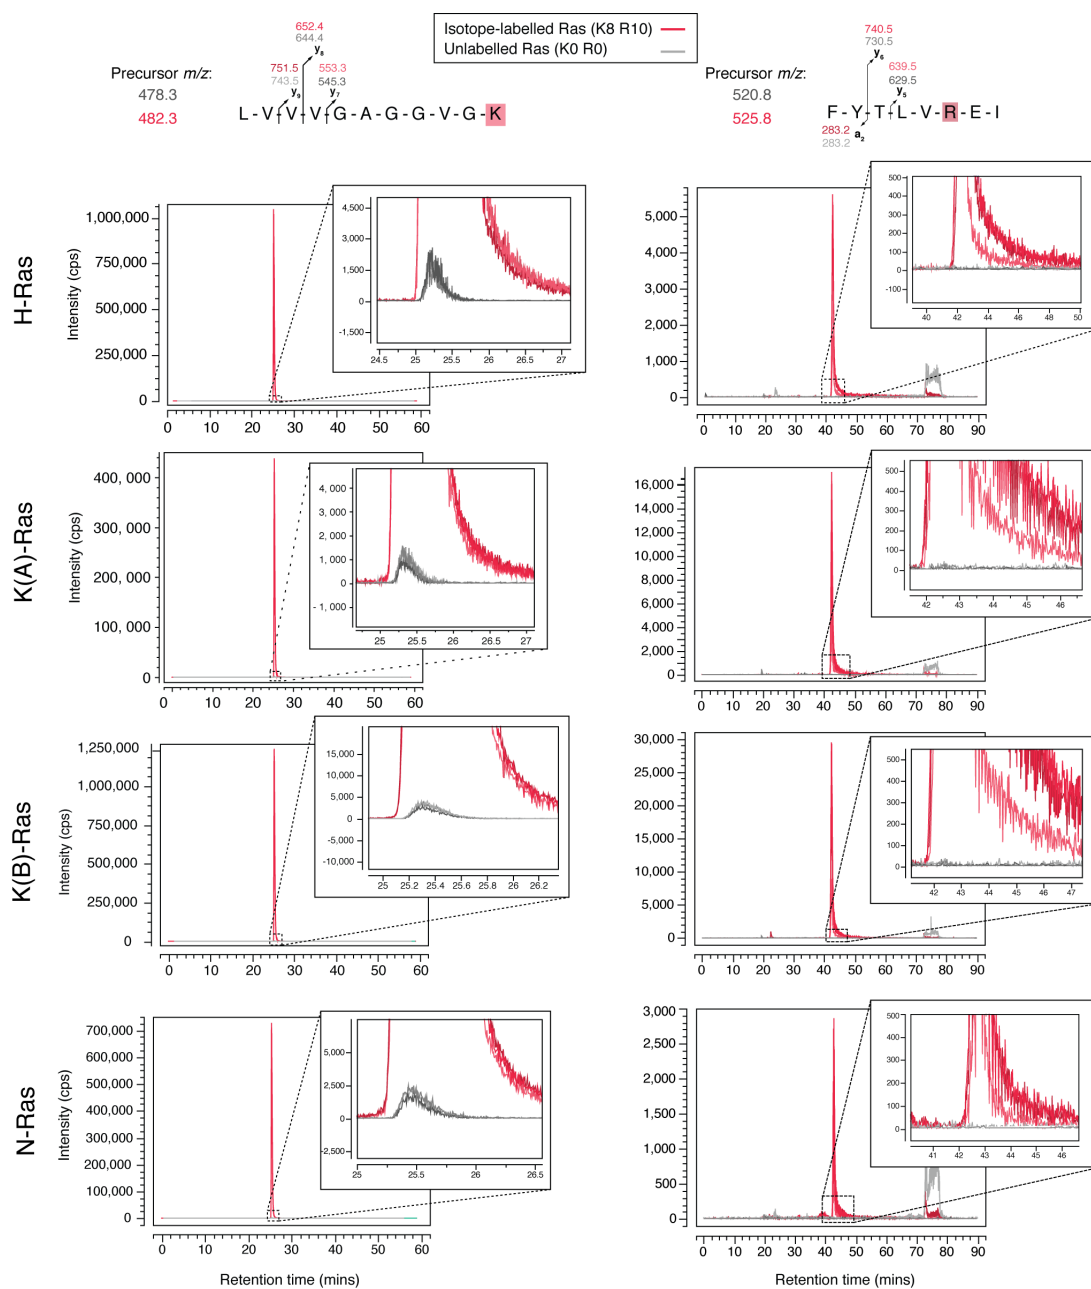 Isotope-labelled Ras (K8 R10)
Unlabelled Ras (K0 R0)
Precursor m/z:
478.3
482.3
652.4
644.4
y8
751.5
743.5
y9
553.3
545.3
y7
L-V-V-V-G-A-G-G-V-G-K
Precursor m/z:
520.8
525.8
740.5
730.5
y6
639.5
629.5
y5
F-Y-T-L-V-R-E-I
283.2
283.2
a2
H-Ras
Intensity (cps)
1,000,000
750,000
500,000
250,000
0
0 10 20 30 40 50 60
4,500
3,000
1,500
0
-1,500
24.5 25 25.5 26 26.5 27
5,000
4,000
3,000
2,000
1,000
0
0 10 20 30 40 50 60 70 80 90
500
400
300
200
100
0
-100
40 42 44 46 48 50
K(A)-Ras
Intensity (cps)
400, 000
300, 000
200, 000
100, 000
0
0 10 20 30 40 50 60
4, 000
3, 000
2, 000
1, 000
0
- 1, 000
25 25.5 26 26.5 27
16,000
14,000
12,000
10,000
8,000
6,000
4,000
2,000
0
0 10 20 30 40 50 60 70 80 90
500
400
300
200
100
0
42 43 44 45 46
K(B)-Ras
Intensity (cps)
1,250,000
1,000,000
750,000
500,000
250,000
0
0 10 20 30 40 50 60
15,000
10,000
5,000
0
-5,000
-10,000
25 25.2 25.4 25.6 25.8 26 26.2
30,000
25,000
20,000
15,000
10,000
5,000
0
0 10 20 30 40 50 60 70 80 90
500
400
300
200
100
0
42 43 44 45 46 47
N-Ras
Intensity (cps)
700,000
600,000
500,000
400,000
300,000
200,000
100,000
0
0 10 20 30 40 50 60
Retention time (mins)
5,000
2,500
0
-2,500
25 25.5 26 26.5
3,000
2,500
2,000
1,500
1,000
500
0
0 10 20 30 40 50 60 70 80 90
Retention time (mins)
500
400
300
200
100
0
41 42 43 44 45 46